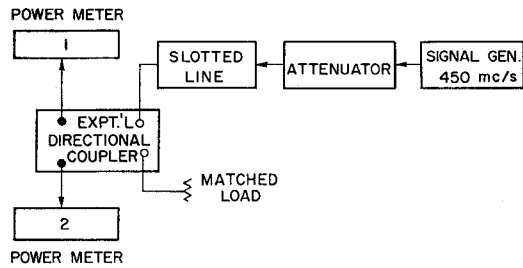 POWER METER
1
SLOTTED
LINE
ATTENUATOR
SIGNAL GEN.
450 mc/s
EXPT.'L
DIRECTIONAL
COUPLER
MATCHED
LOAD
2
POWER METER